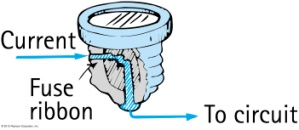 Current
Fuse
ribbon
To circuit